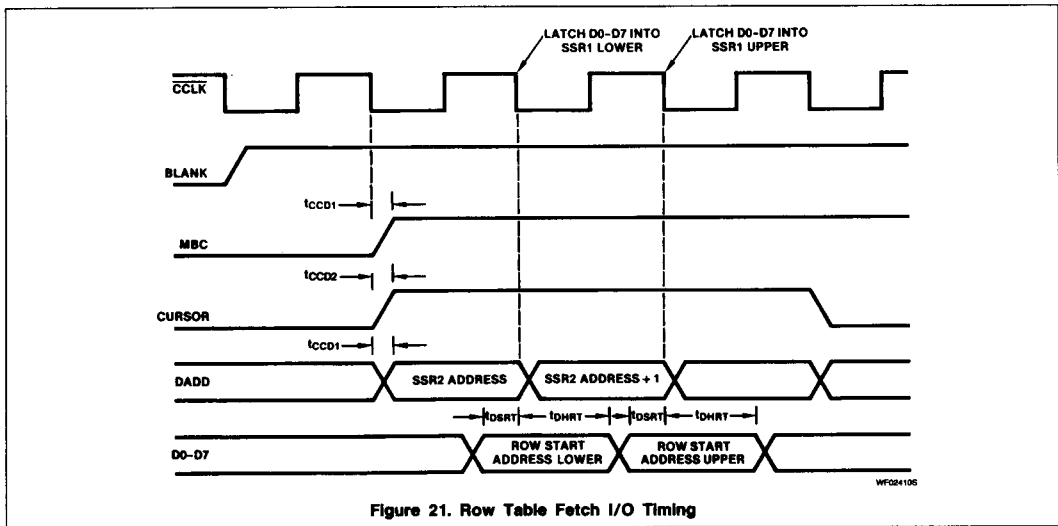 LATCH D0-D7 INTO
SSR1 LOWER
LATCH D0-D7 INTO
SSR1 UPPER
CCLK
BLANK
tCCD1
MBC
tCCD2
CURSOR
tCCD1
DADD
SSR2 ADDRESS
SSR2 ADDRESS + 1
tDSRT
tDHRT
tDSRT
tDHRT
D0-D7
ROW START
ADDRESS LOWER
ROW START
ADDRESS UPPER
WF02410S
Figure 21. Row Table Fetch I/O Timing